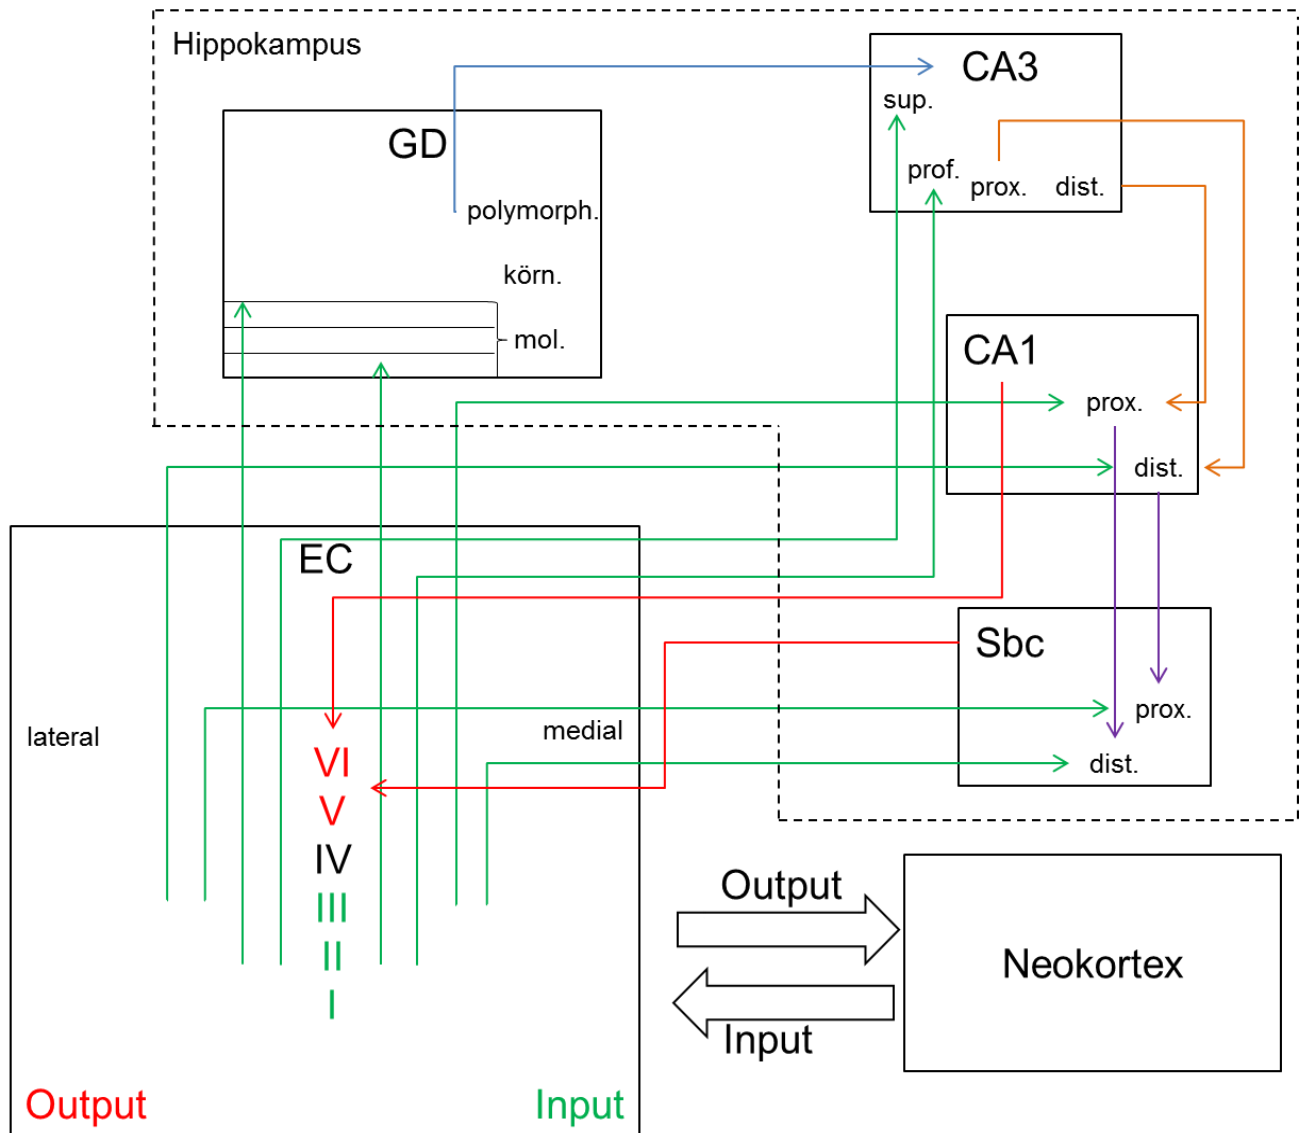 Hippokampus
CA3
sup.
prof.
prox.
dist.
GD
polymorph.
körn.
mol.
CA1
prox.
dist.
EC
lateral
medial
VI
V
IV
III
II
I
Output
Input
Sbc
prox.
dist.
Output
Input
Neokortex